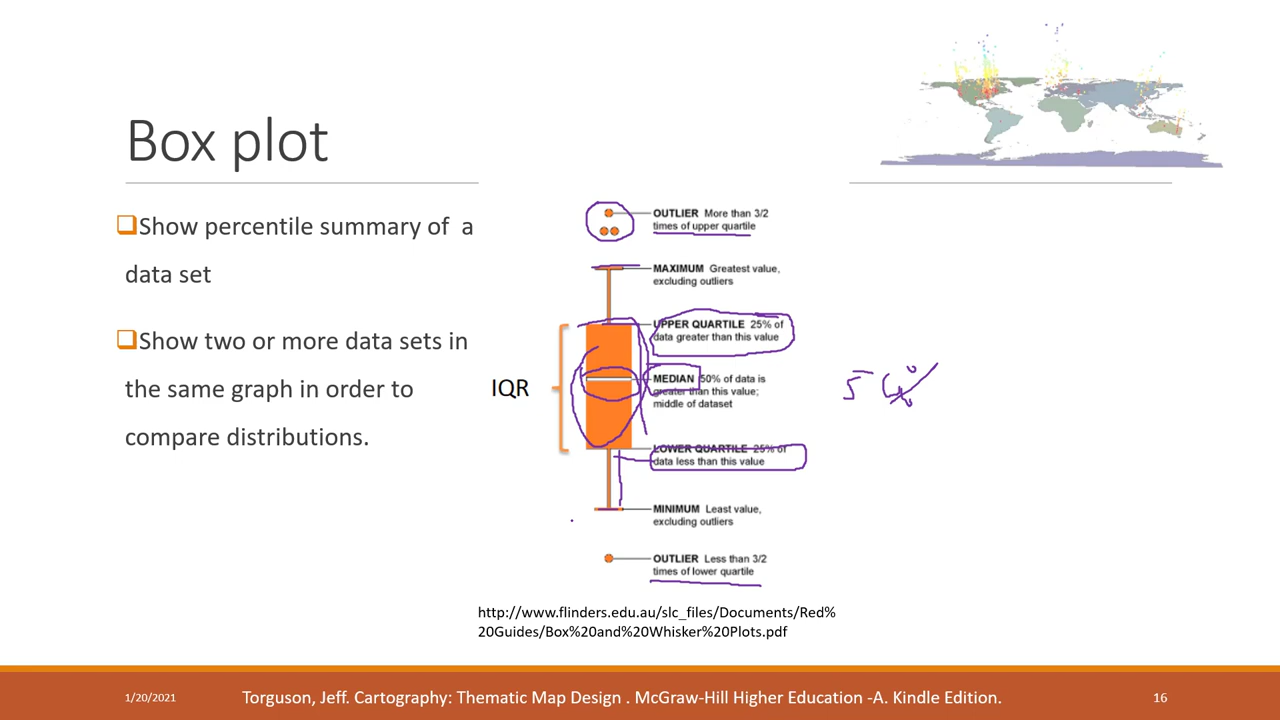 Box plot
Show percentile summary of a
data set
Show two or more data sets in
the same graph in order to
compare distributions.
IQR
OUTLIER More than 3/2
times of upper quartile
MAXIMUM Greatest value,
excluding outliers
UPPER QUARTILE 25% of
data greater than this value
MEDIAN 50% of data is
greater than this value;
middle of dataset
LOWER QUARTILE 25% of
data less than this value
MINIMUM Least value,
excluding outliers
OUTLIER Less than 3/2
times of lower quartile
http://www.flinders.edu.au/slc_files/Documents/Red%
20Guides/Box%20and%20Whisker%20Plots.pdf
1/20/2021
Torguson, Jeff. Cartography: Thematic Map Design . McGraw-Hill Higher Education -A. Kindle Edition.
16